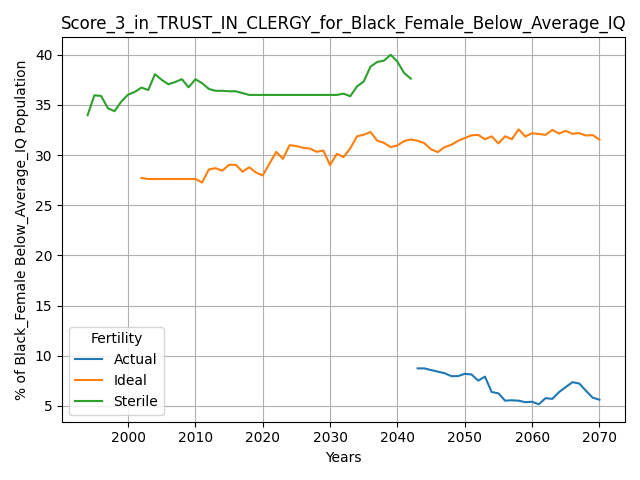 Score_3_in_TRUST_IN_CLERGY_for_Black_Female_Below_Average_IQ
% of Black_Female Below_Average_IQ Population
40
35
30
25
20
15
10
5
Fertility
Actual
Ideal
Sterile
2000 2010 2020 2030 2040 2050 2060 2070
Years